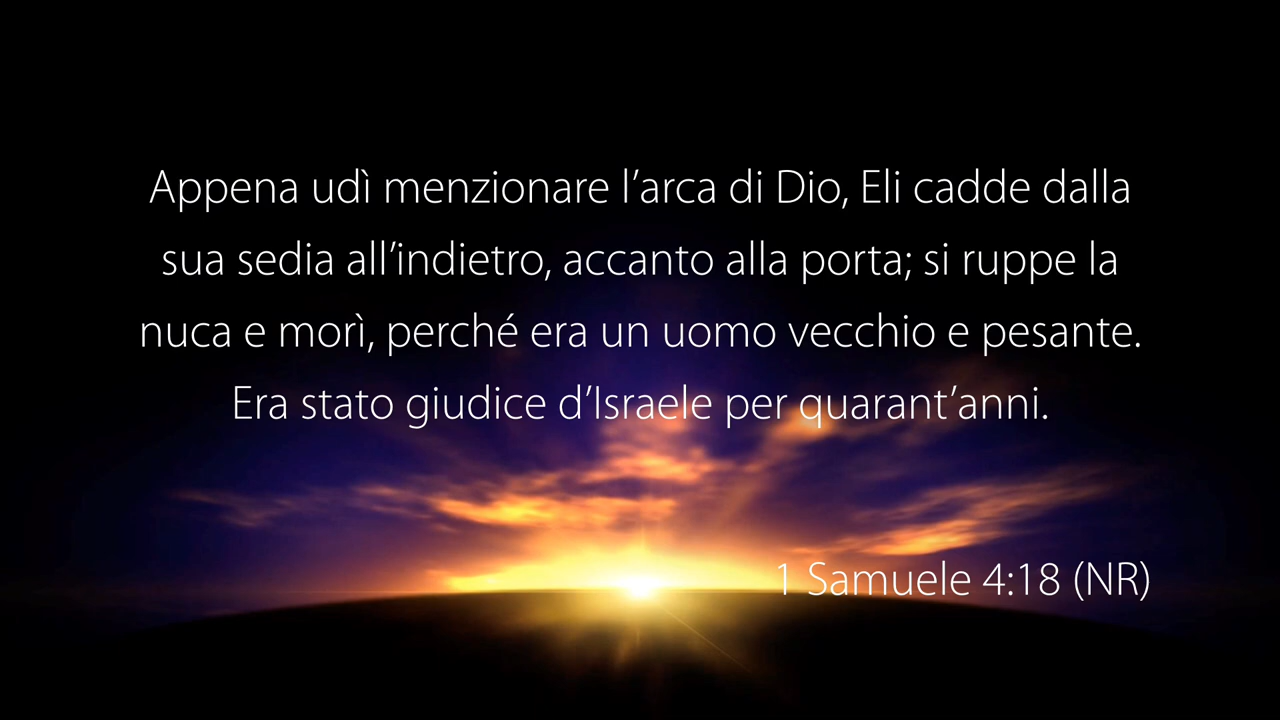 Appena udì menzionare l’arca di Dio, Eli cadde dalla
sua sedia all’indietro, accanto alla porta; si ruppe la
nuca e morì, perché era un uomo vecchio e pesante.
Era stato giudice d’Israele per quarant’anni.
1 Samuele 4:18 (NR)